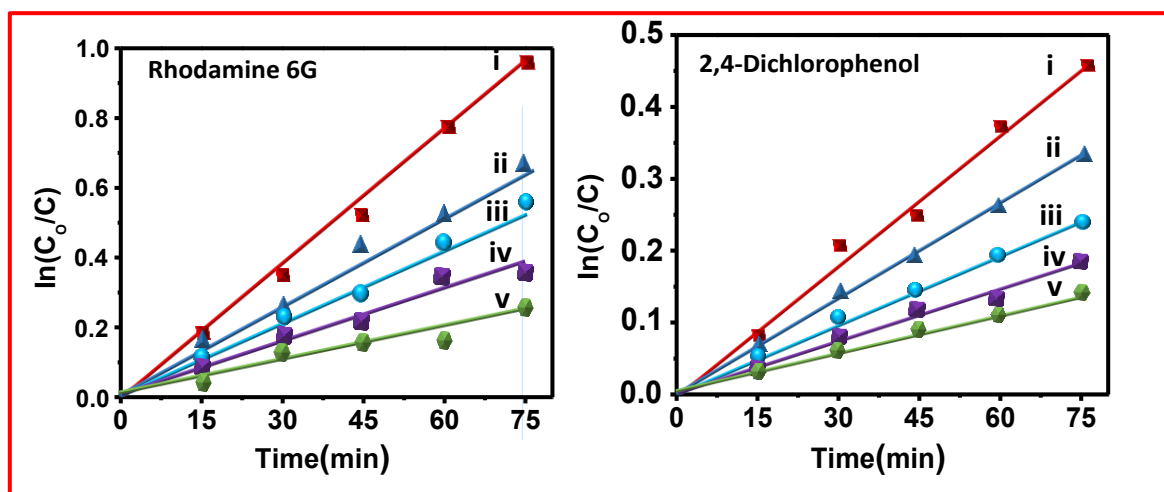 Rhodamine 6G
ln(Co/C)
1.0
0.8
0.6
0.4
0.2
0.0
i
ii
iii
iv
v
0 15 30 45 60 75
Time(min)
2,4-Dichlorophenol
ln(Co/C)
0.5
0.4
0.3
0.2
0.1
0.0
i
ii
iii
iv
v
0 15 30 45 60 75
Time(min)